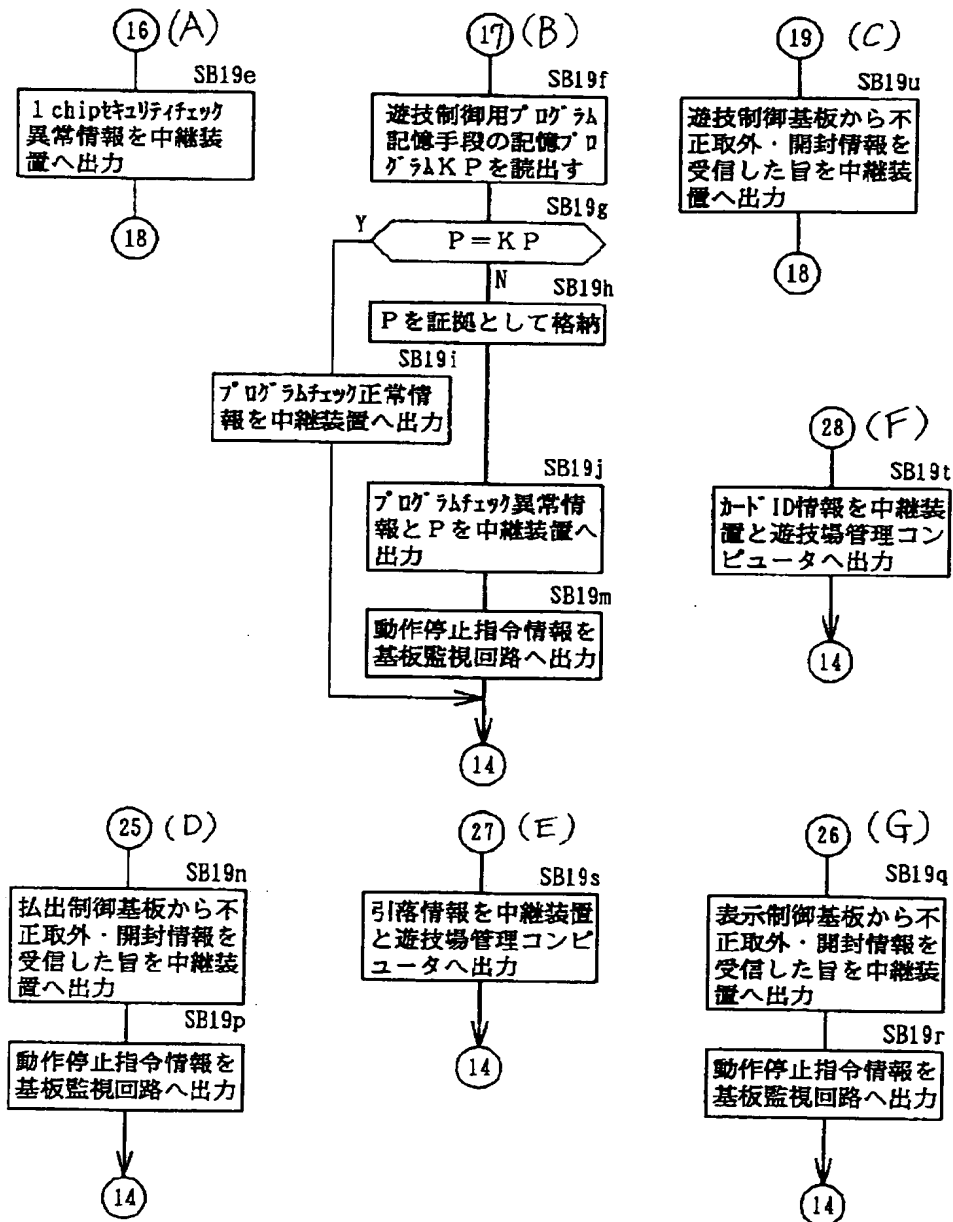 16 (A)
SB19e
1 chipセキュリティチェック
異常情報を中継装
置へ出力
18
17 (B)
SB19f
遊技制御用プログラム
記憶手段の記憶プロ
グラムKPを読出す
SB19g
P=KP
Y
N
SB19h
Pを証拠として格納
SB19i
プログラムチェック正常情
報を中継装置へ出力
SB19j
プログラムチェック異常情
報とPを中継装置へ
出力
SB19m
動作停止指令情報を
基板監視回路へ出力
14
19 (C)
SB19u
遊技制御基板から不
正取外・開封情報を
受信した旨を中継装
置へ出力
18
28 (F)
SB19t
カードID情報を中継装
置と遊技場管理コン
ピュータへ出力
14
25 (D)
SB19n
払出制御基板から不
正取外・開封情報を
受信した旨を中継装
置へ出力
SB19p
動作停止指令情報を
基板監視回路へ出力
14
27 (E)
SB19s
引落情報を中継装置
と遊技場管理コンピ
ュータへ出力
14
26 (G)
SB19q
表示制御基板から不
正取外・開封情報を
受信した旨を中継装
置へ出力
SB19r
動作停止指令情報を
基板監視回路へ出力
14